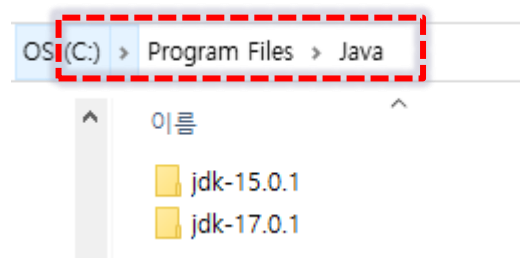 OS (C:) > Program Files > Java
이름
jdk-15.0.1
jdk-17.0.1